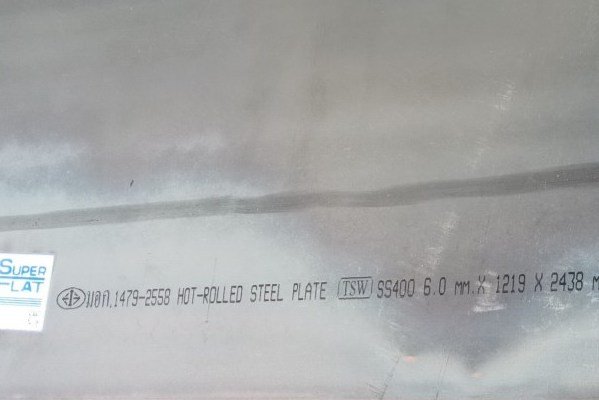 SUPER
FLAT
มอก.1479-2558 HOT-ROLLED STEEL PLATE TSW SS400 6.0 MM.X 1219 X 2438 M